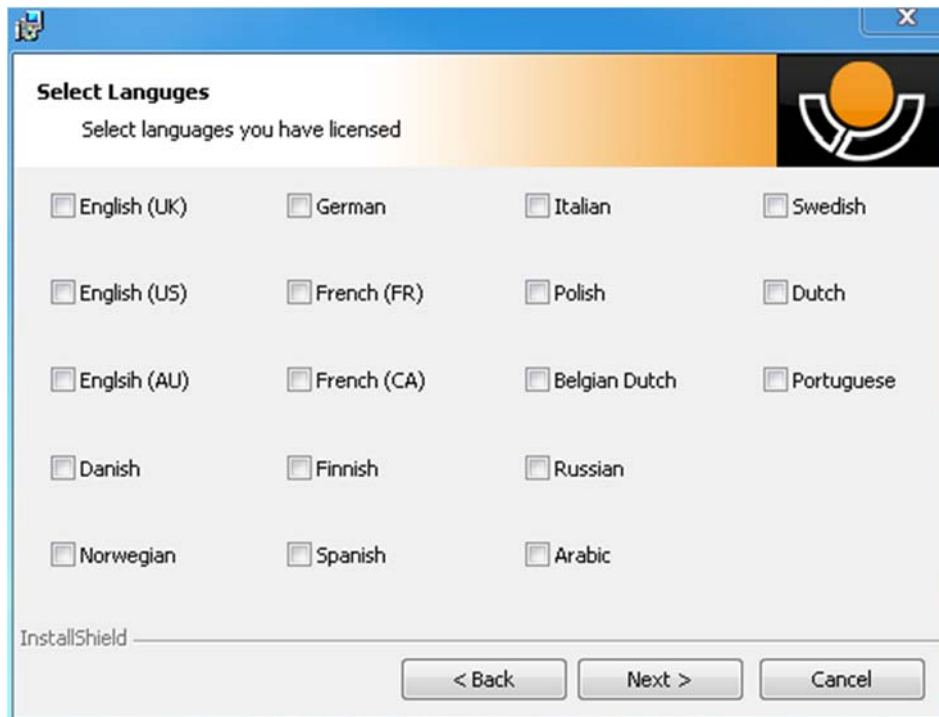 Select Languges
Select languages you have licensed
English (UK) German Italian Swedish
English (US) French (FR) Polish Dutch
Englsih (AU) French (CA) Belgian Dutch Portuguese
Danish Finnish Russian
Norwegian Spanish Arabic
InstallShield
< Back Next > Cancel